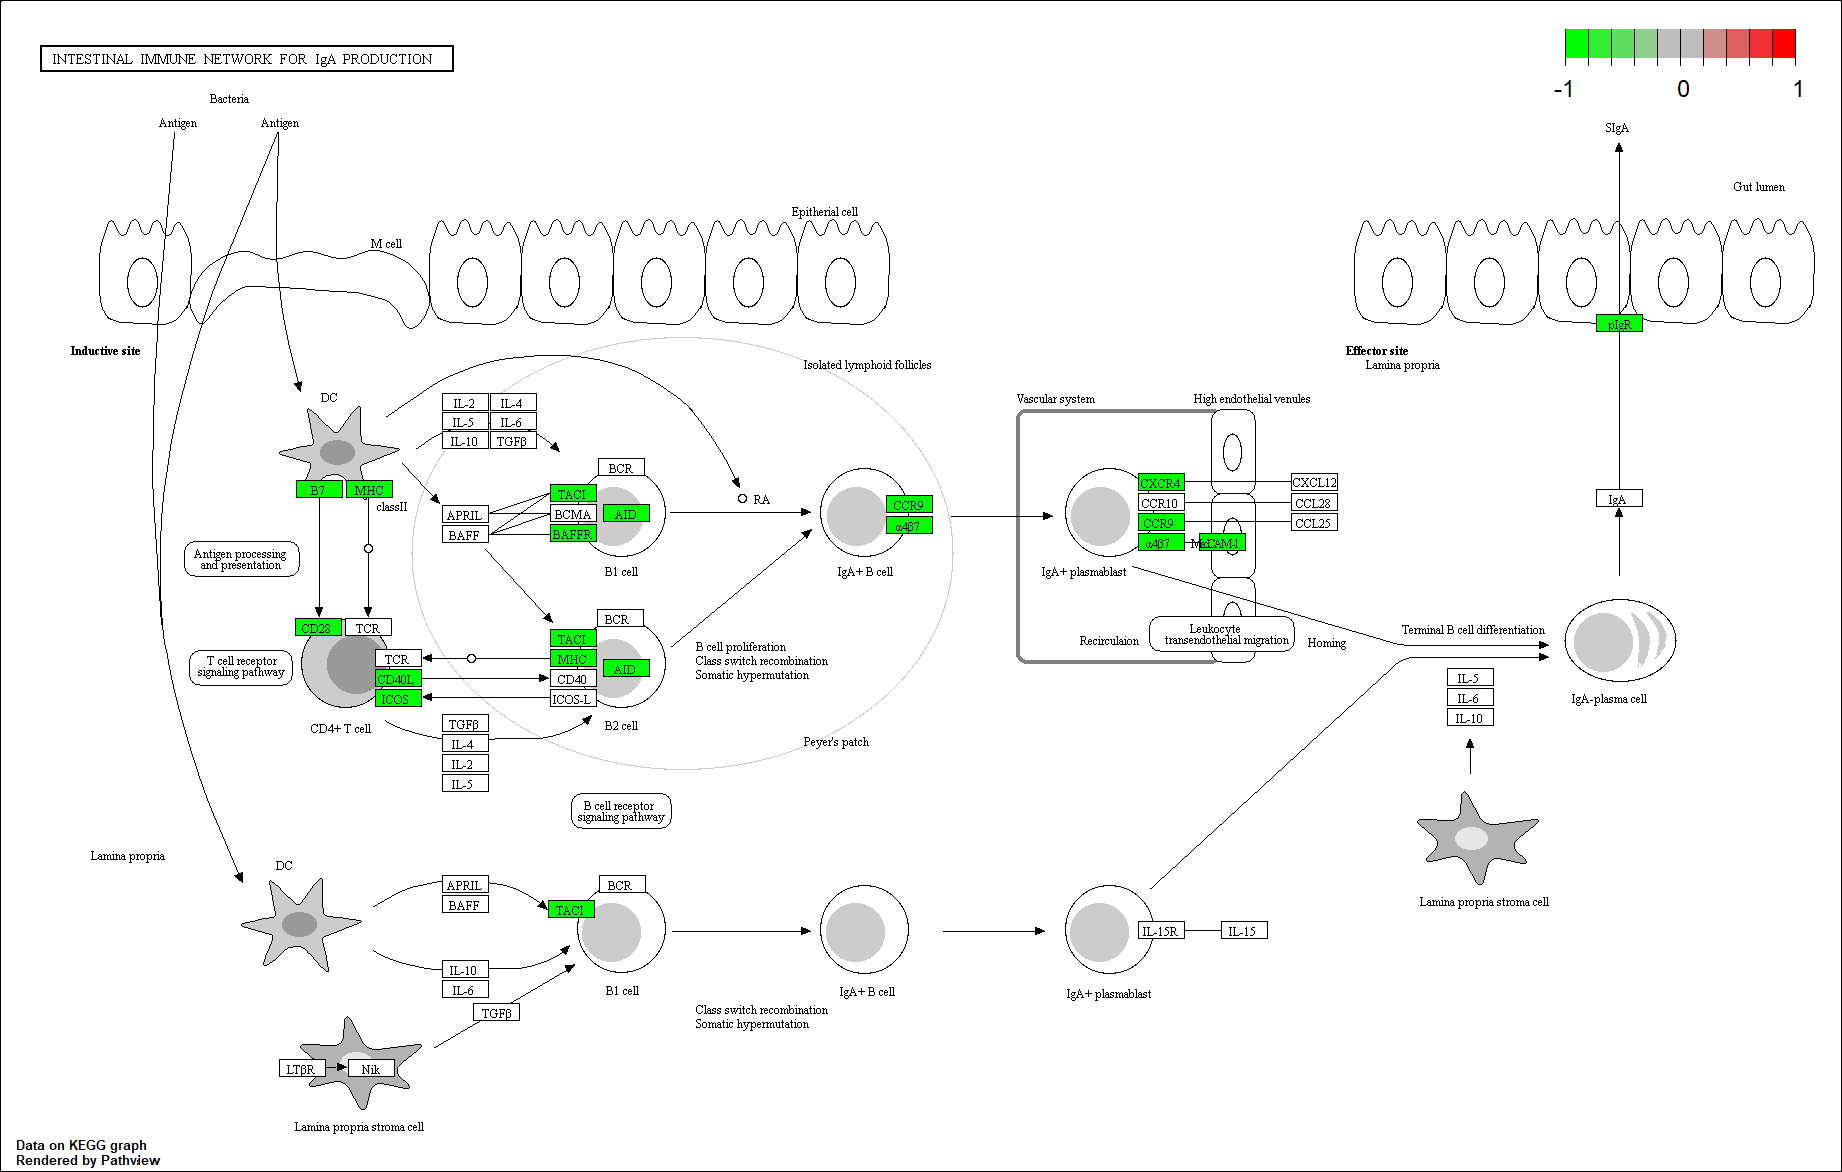 INTESTINAL IMMUNE NETWORK FOR IgA PRODUCTION
-1 0 1
Bacteria
Antigen
Antigen
SIgA
Gut lumen
Epitherial cell
M cell
pIgR
Inductive site
Effector site
Lamina propria
Isolated lymphoid follicles
DC
IL-2 IL-4
IL-5 IL-6
IL-10 TGFβ
Vascular system
High endothelial venules
BCR
B7
MHC
classII
TACI
APRIL
BCMA
AID
BAFF
BAFFR
RA
CCR9
α4β7
CXCR4
CXCL12
CCR10
CCL28
CCR9
CCL25
α4β7
MadCAM-1
IgA
Antigen processing
and presentation
B1 cell
IgA+ B cell
IgA+ plasmablast
BCR
CD28
TCR
TACI
TCR
MHC
AID
CD40L
CD40
ICOS
ICOS-L
T cell receptor
signaling pathway
B cell proliferation
Class switch recombination
Somatic hypermutation
Recirculaion
Leukocyte
transendothelial migration
Homing
Terminal B cell differentiation
IL-5
IL-6
IL-10
IgA-plasma cell
CD4+ T cell
TGFβ
IL-4
IL-2
IL-5
B2 cell
Peyer's patch
B cell receptor
signaling pathway
Lamina propria
DC
APRIL
BAFF
BCR
TACI
IL-15R
IL-15
Lamina propria stroma cell
IL-10
IL-6
TGFβ
B1 cell
IgA+ B cell
IgA+ plasmablast
Class switch recombination
Somatic hypermutation
LTβR
Nik
Lamina propria stroma cell
Data on KEGG graph
Rendered by Pathview